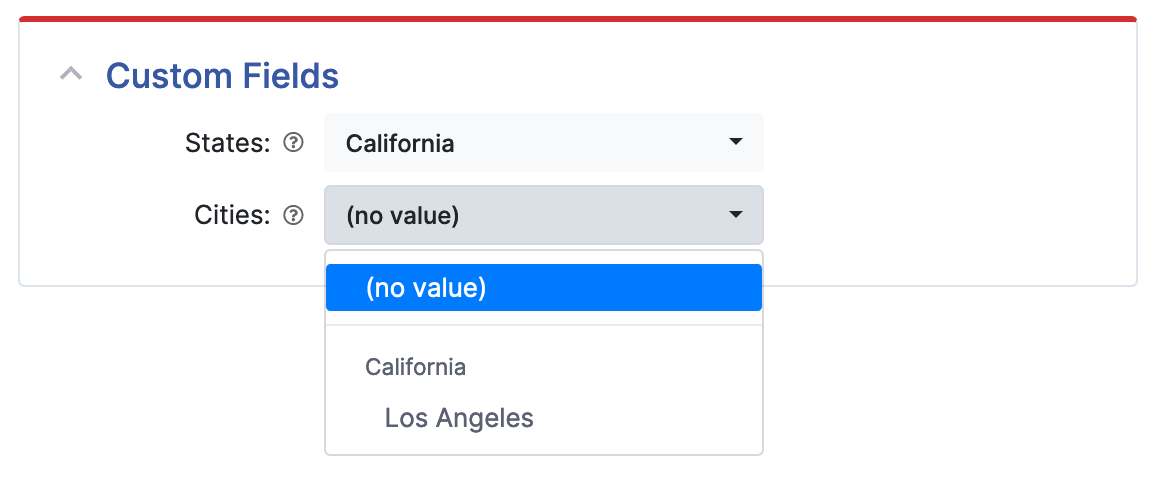 Custom Fields
States: ? California
Cities: ? (no value)
(no value)
California
Los Angeles